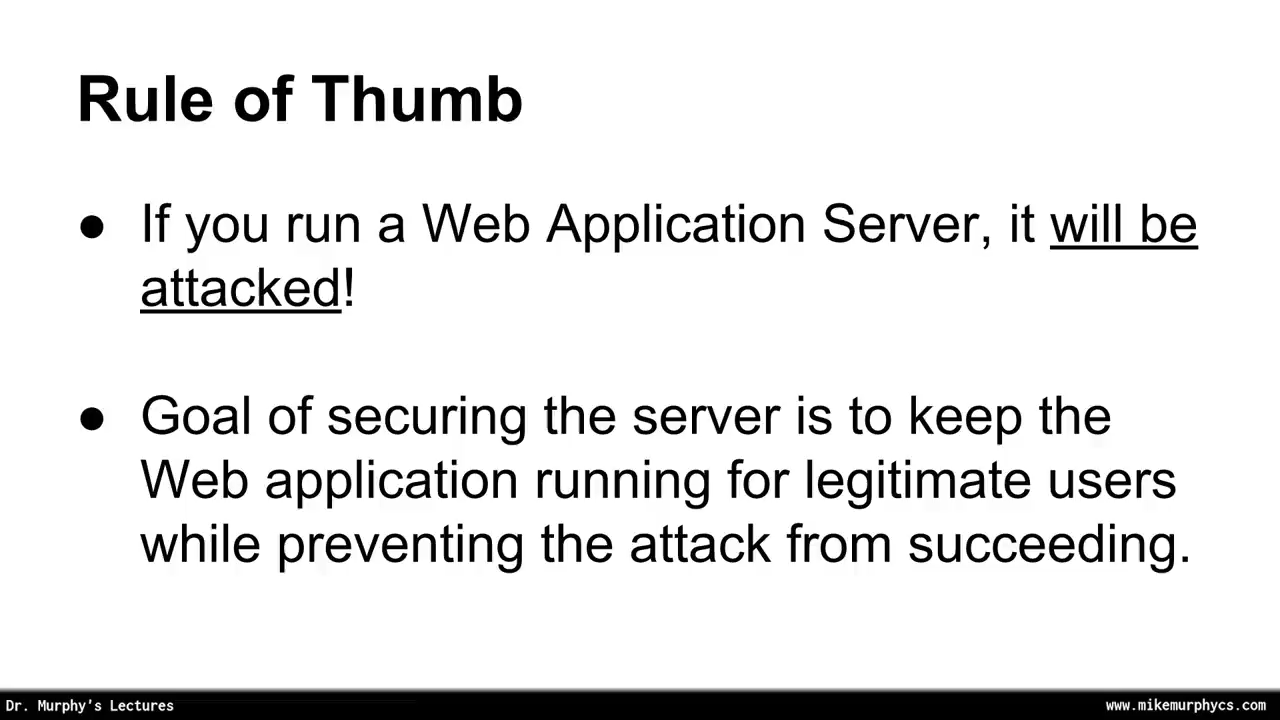 Rule of Thumb
● If you run a Web Application Server, it will be
attacked!
● Goal of securing the server is to keep the
Web application running for legitimate users
while preventing the attack from succeeding.
Dr. Murphy's Lectures
www.mikemurphycs.com